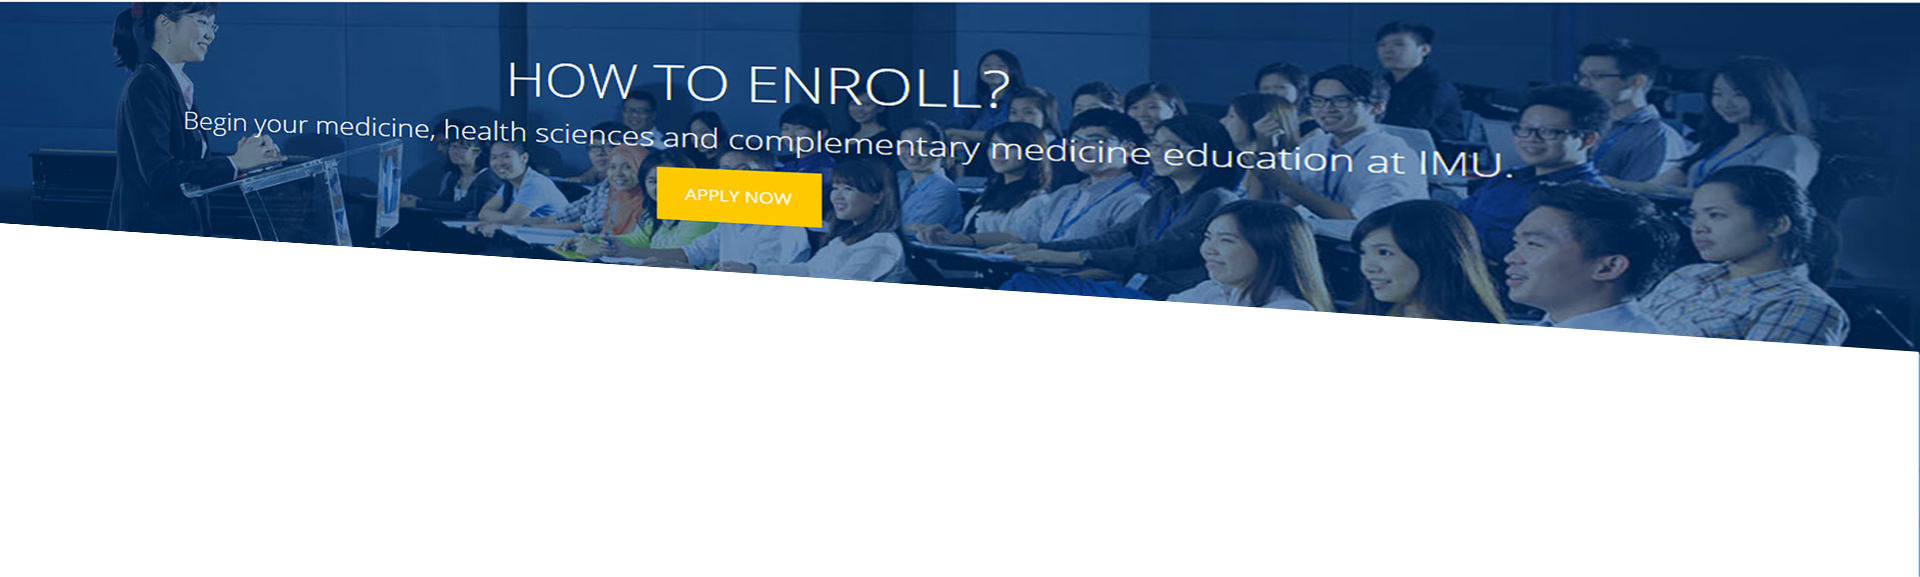 HOW TO ENROLL?
Begin your medicine, health sciences and complementary medicine education at IMU.
APPLY NOW